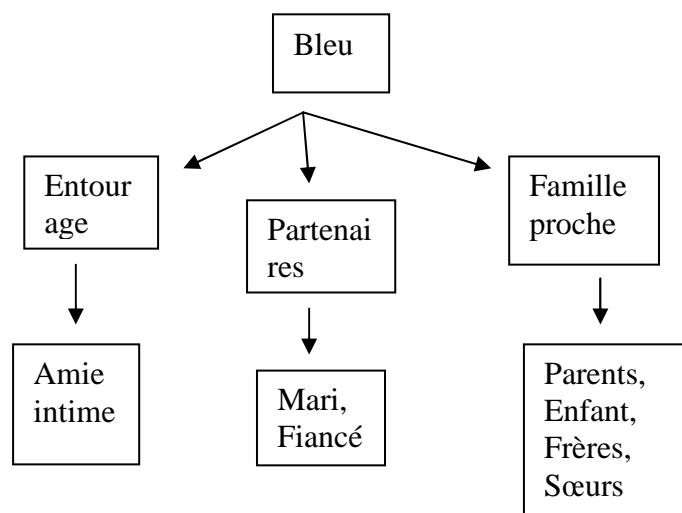 Bleu
Entour
age
Partenai
res
Famille
proche
Amie
intime
Mari,
Fiancé
Parents,
Enfant,
Frères,
Sœurs